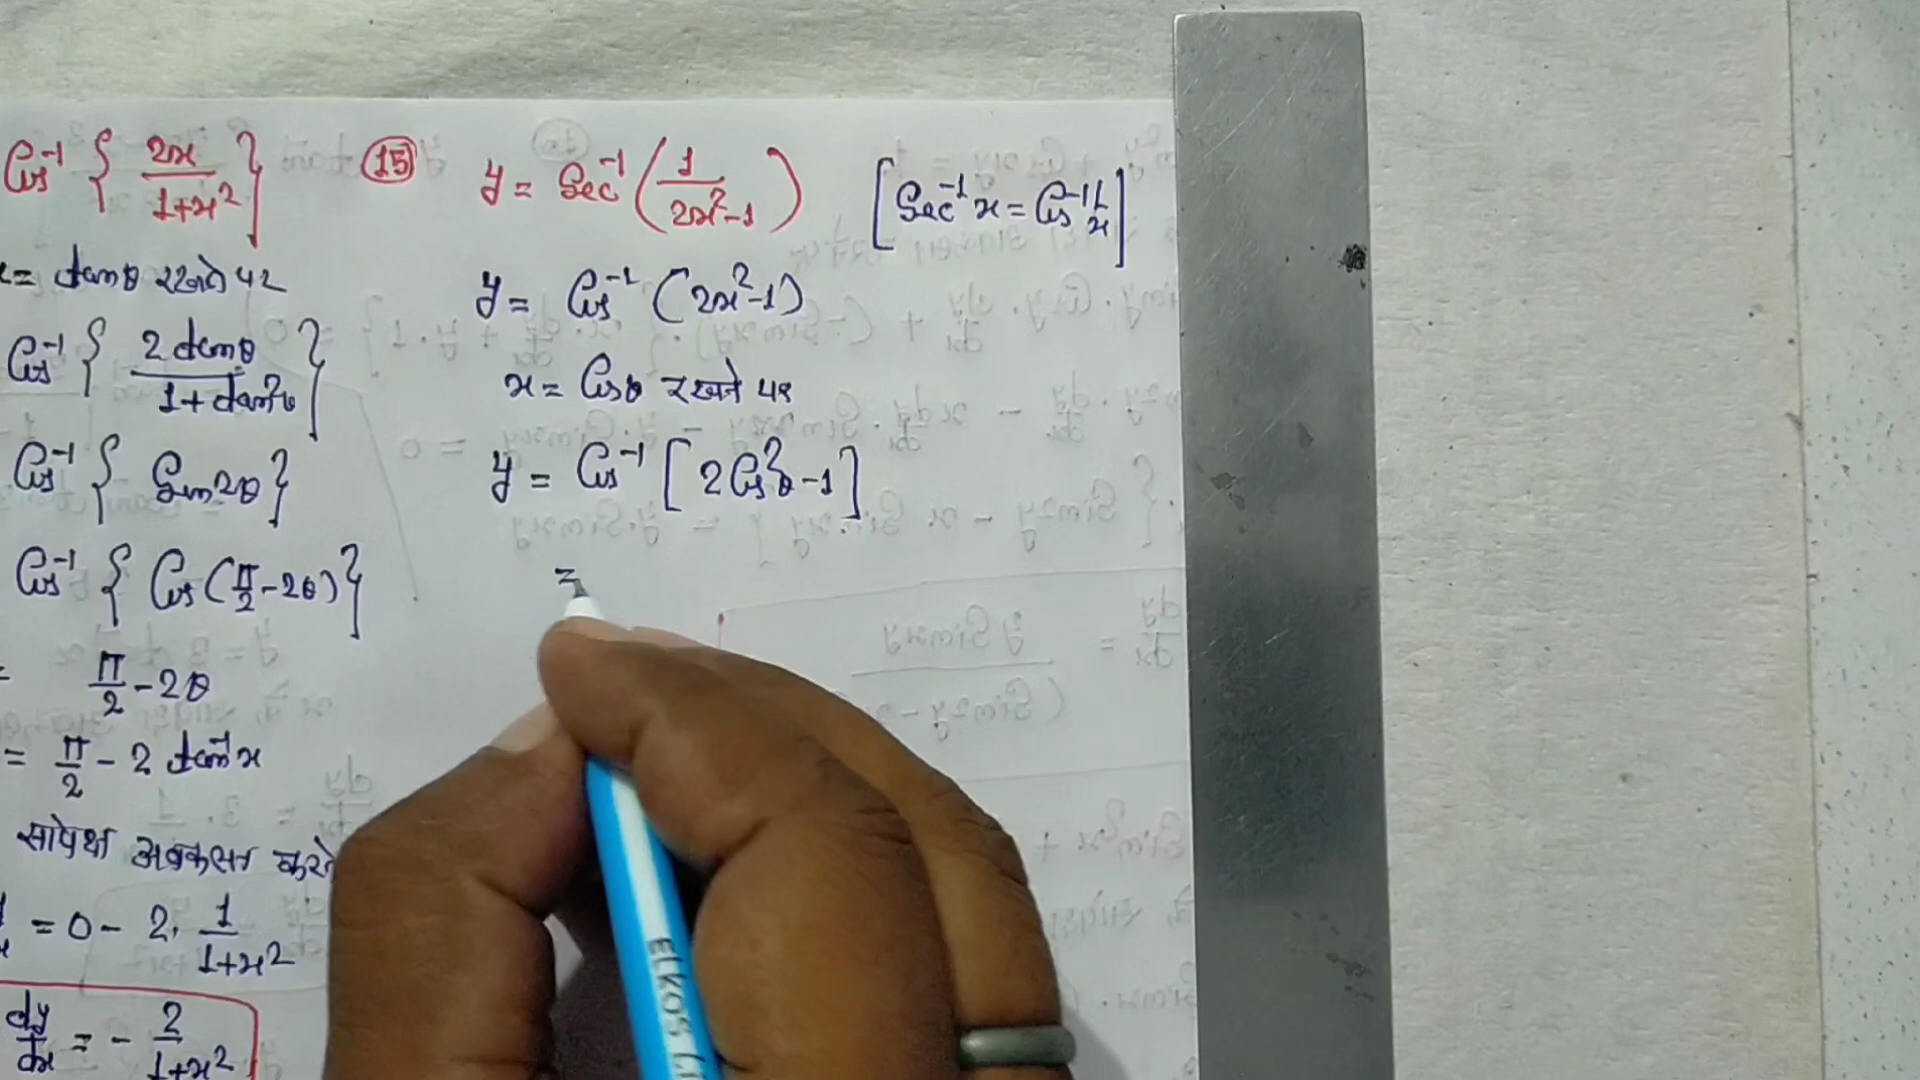 Cos⁻¹ { 2x / 1+x² }
x = tanθ रखने पर
Cos⁻¹ { 2 tanθ / 1+tan²θ }
Cos⁻¹ { Sin2θ }
Cos⁻¹ { Cos (π/2 - 2θ) }
= π/2 - 2θ
= π/2 - 2 tan⁻¹x
सापेक्ष अवकलन करने
= 0 - 2. 1 / 1+x²
dy/dx = - 2 / 1+x²
15 y = Sec⁻¹ ( 1 / 2x²-1 ) [ Sec⁻¹x = Cos⁻¹ 1/x ]
y = Cos⁻¹ (2x²-1)
x = Cosθ रखने पर
y = Cos⁻¹ [ 2Cos²θ-1 ]
=
ELKOS